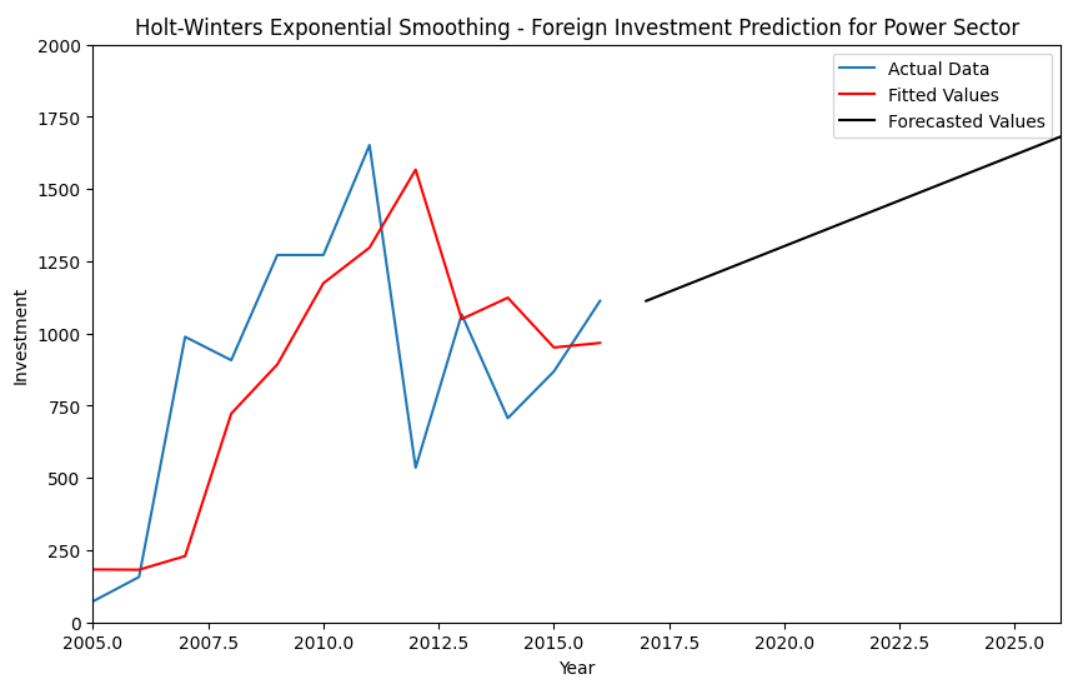 Holt-Winters Exponential Smoothing - Foreign Investment Prediction for Power Sector
2000
1750
1500
1250
1000
750
500
250
0
Investment
Actual Data
Fitted Values
Forecasted Values
2005.0 2007.5 2010.0 2012.5 2015.0 2017.5 2020.0 2022.5 2025.0
Year